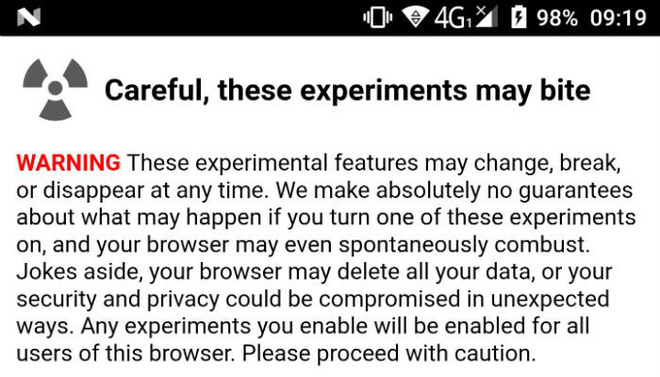 4G1 98% 09:19
Careful, these experiments may bite
WARNING These experimental features may change, break,
or disappear at any time. We make absolutely no guarantees
about what may happen if you turn one of these experiments
on, and your browser may even spontaneously combust.
Jokes aside, your browser may delete all your data, or your
security and privacy could be compromised in unexpected
ways. Any experiments you enable will be enabled for all
users of this browser. Please proceed with caution.